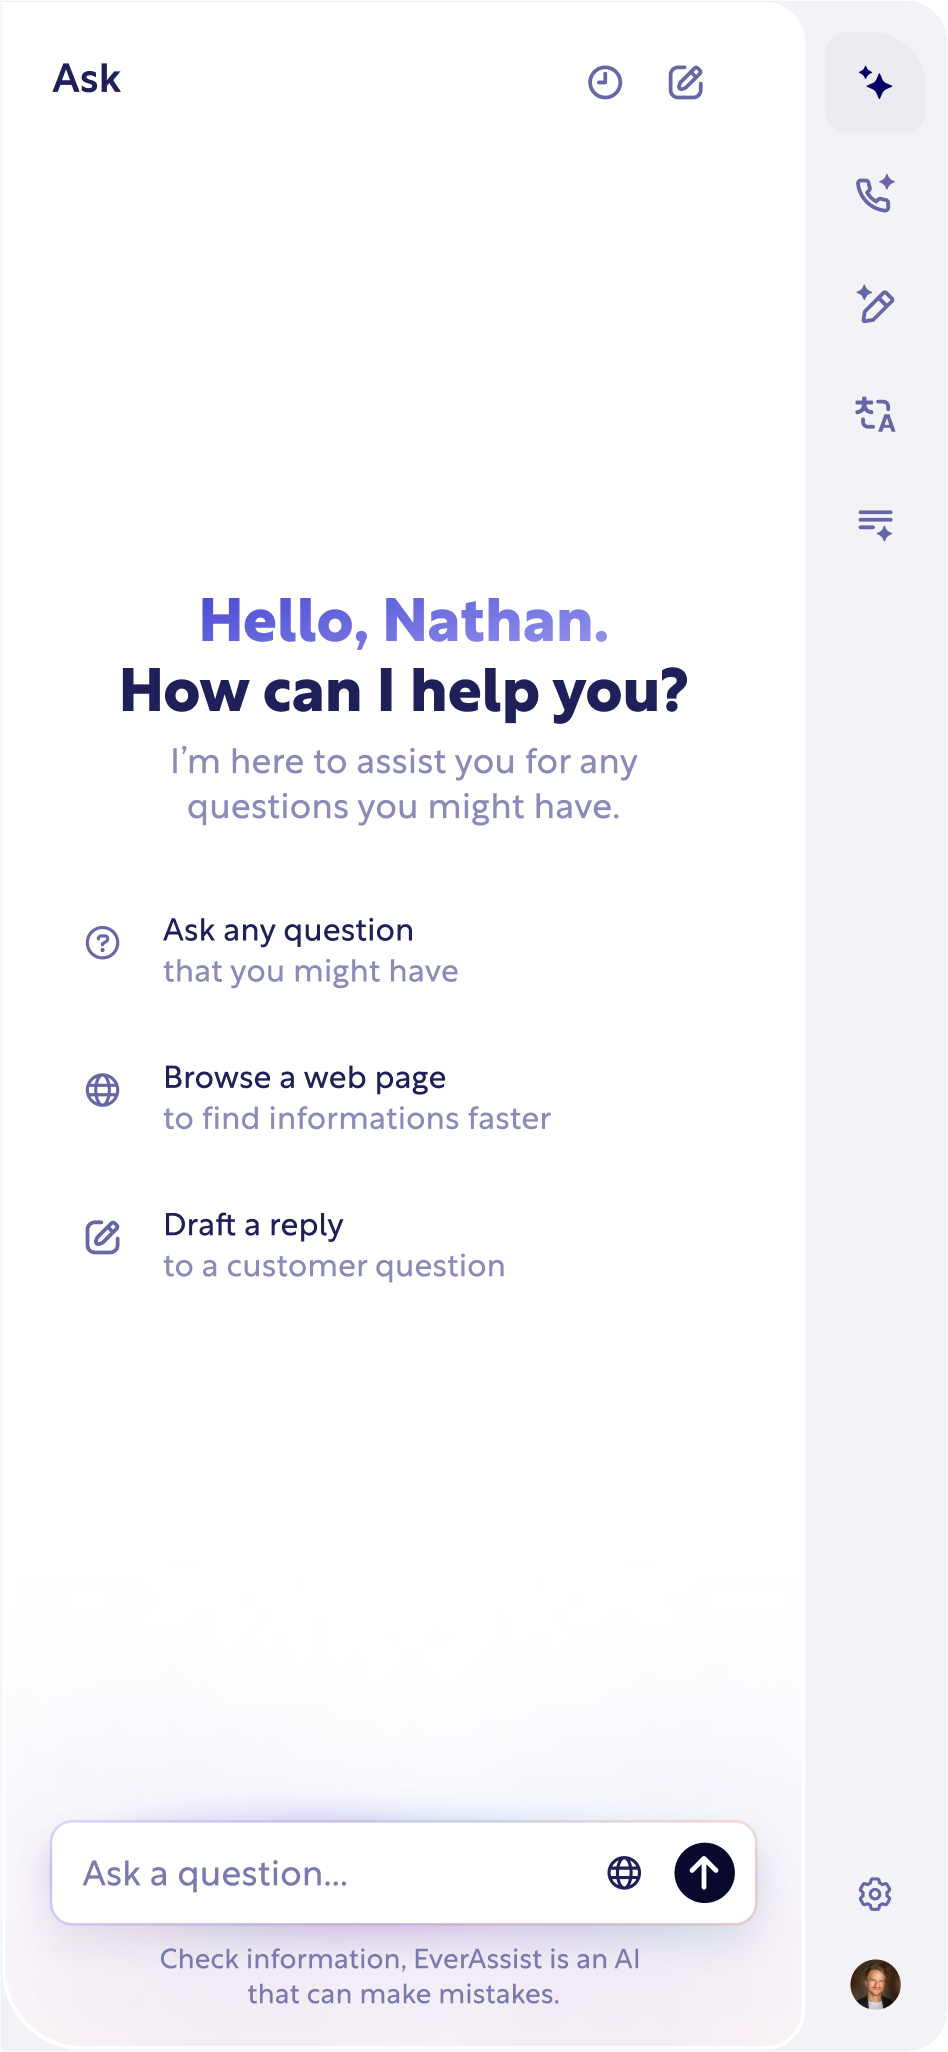 Ask
Hello, Nathan.
How can I help you?
I’m here to assist you for any
questions you might have.
Ask any question
that you might have
Browse a web page
to find informations faster
Draft a reply
to a customer question
Ask a question...
Check information, EverAssist is an AI
that can make mistakes.